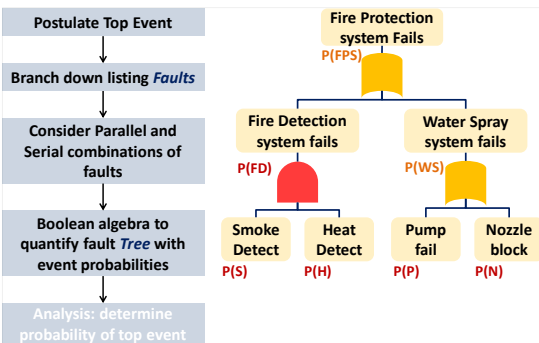 Postulate Top Event
Branch down listing Faults
Consider Parallel and
Serial combinations of
faults
Boolean algebra to
quantify fault Tree with
event probabilities
Analysis: determine
probability of top event
Fire Protection
system Fails
P(FPS)
Fire Detection
system fails
P(FD)
Water Spray
system fails
P(WS)
Smoke
Detect
P(S)
Heat
Detect
P(H)
Pump
fail
P(P)
Nozzle
block
P(N)